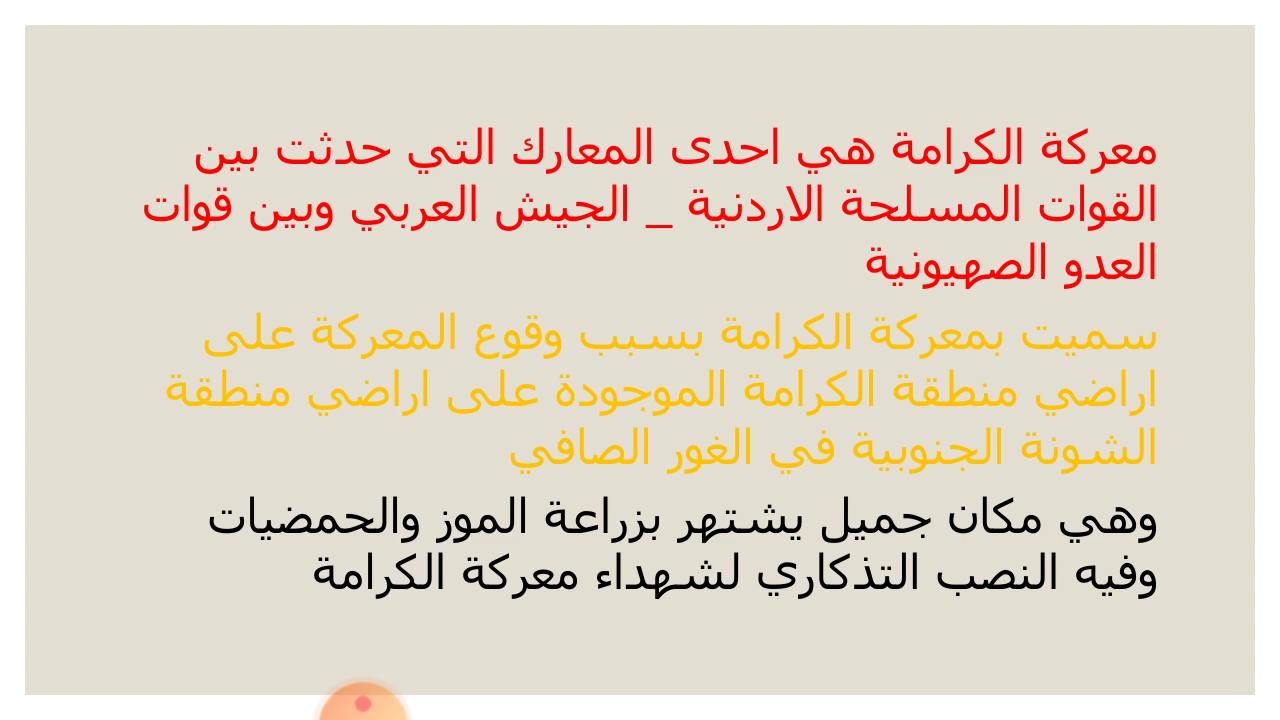 معركة الكرامة هي احدى المعارك التي حدثت بين
القوات المسلحة الاردنية _ الجيش العربي وبين قوات
العدو الصهيونية
سميت بمعركة الكرامة بسبب وقوع المعركة على
اراضي منطقة الكرامة الموجودة على اراضي منطقة
الشونة الجنوبية في الغور الصافي
وهي مكان جميل يشتهر بزراعة الموز والحمضيات
وفيه النصب التذكاري لشهداء معركة الكرامة